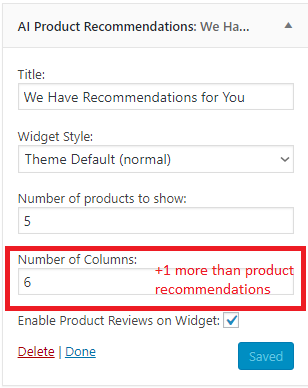 AI Product Recommendations: We Ha...
Title:
We Have Recommendations for You
Widget Style:
Theme Default (normal)
Number of products to show:
5
Number of Columns:
+1 more than product
6
recommendations
Enable Product Reviews on Widget:
Delete | Done
Saved